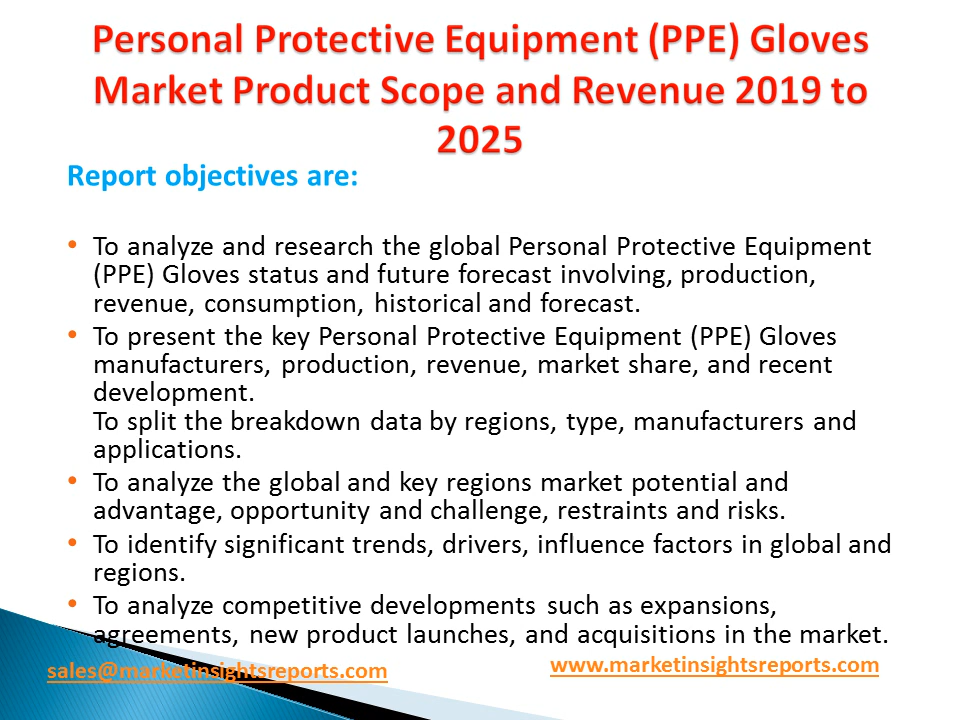 Personal Protective Equipment (PPE) Gloves
Market Product Scope and Revenue 2019 to
2025
Report objectives are:
• To analyze and research the global Personal Protective Equipment
(PPE) Gloves status and future forecast involving, production,
revenue, consumption, historical and forecast.
• To present the key Personal Protective Equipment (PPE) Gloves
manufacturers, production, revenue, market share, and recent
development.
To split the breakdown data by regions, type, manufacturers and
applications.
• To analyze the global and key regions market potential and
advantage, opportunity and challenge, restraints and risks.
• To identify significant trends, drivers, influence factors in global and
regions.
• To analyze competitive developments such as expansions,
agreements, new product launches, and acquisitions in the market.
sales@marketinsightsreports.com
www.marketinsightsreports.com